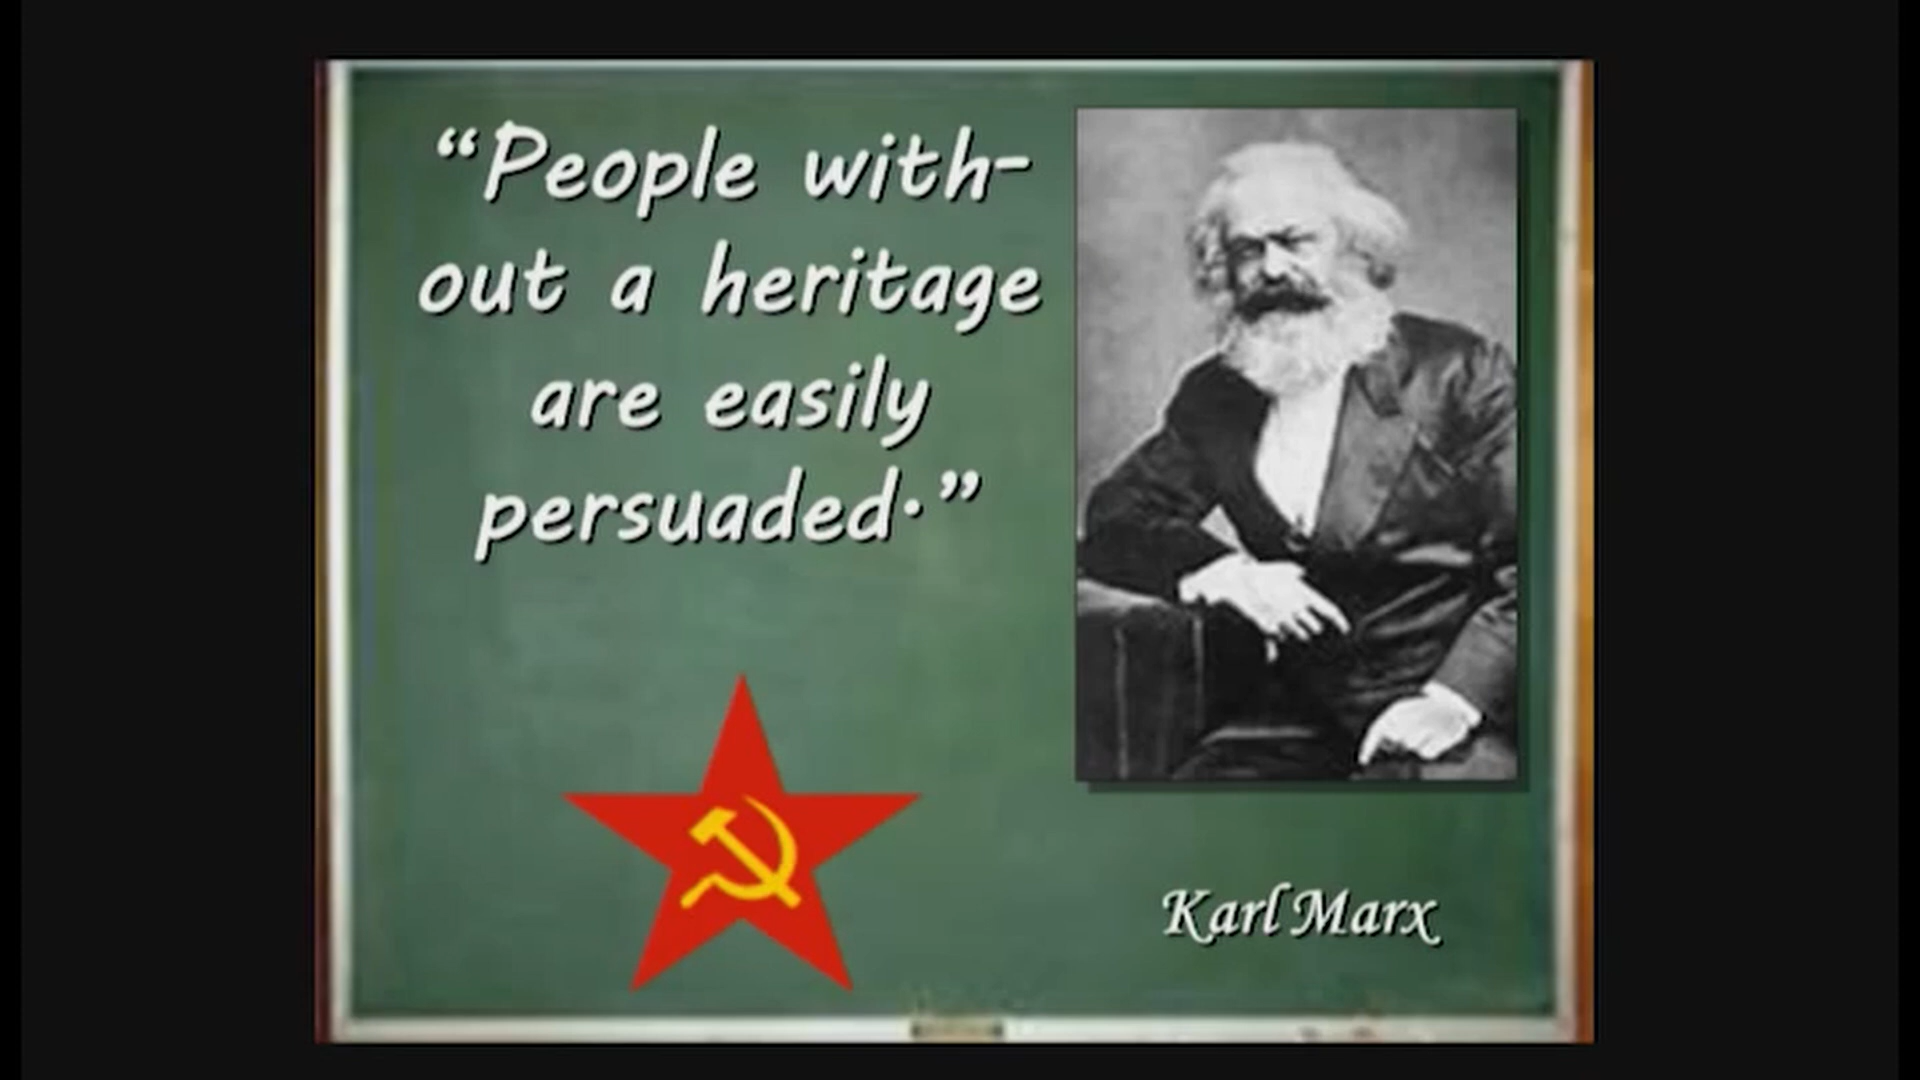 “People with-
out a heritage
are easily
persuaded.”
Karl Marx